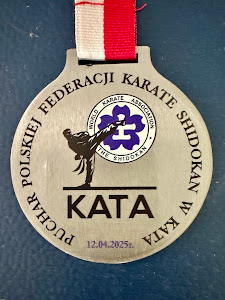 PUCHAR POLSKIEJ FEDERACJI KARATE SHIDOKAN W KATA
WORLD KARATE ASSOCIATION
THE SHIDOKAN
KATA
12.04.2025r.